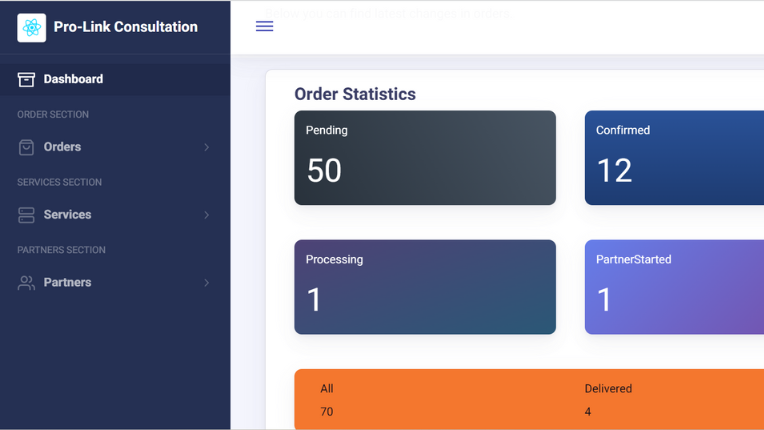 Pro-Link Consultation
Dashboard
ORDER SECTION
Orders
SERVICES SECTION
Services
PARTNERS SECTION
Partners
Order Statistics
Pending
50
Confirmed
12
Processing
1
PartnerStarted
1
All
70
Delivered
4